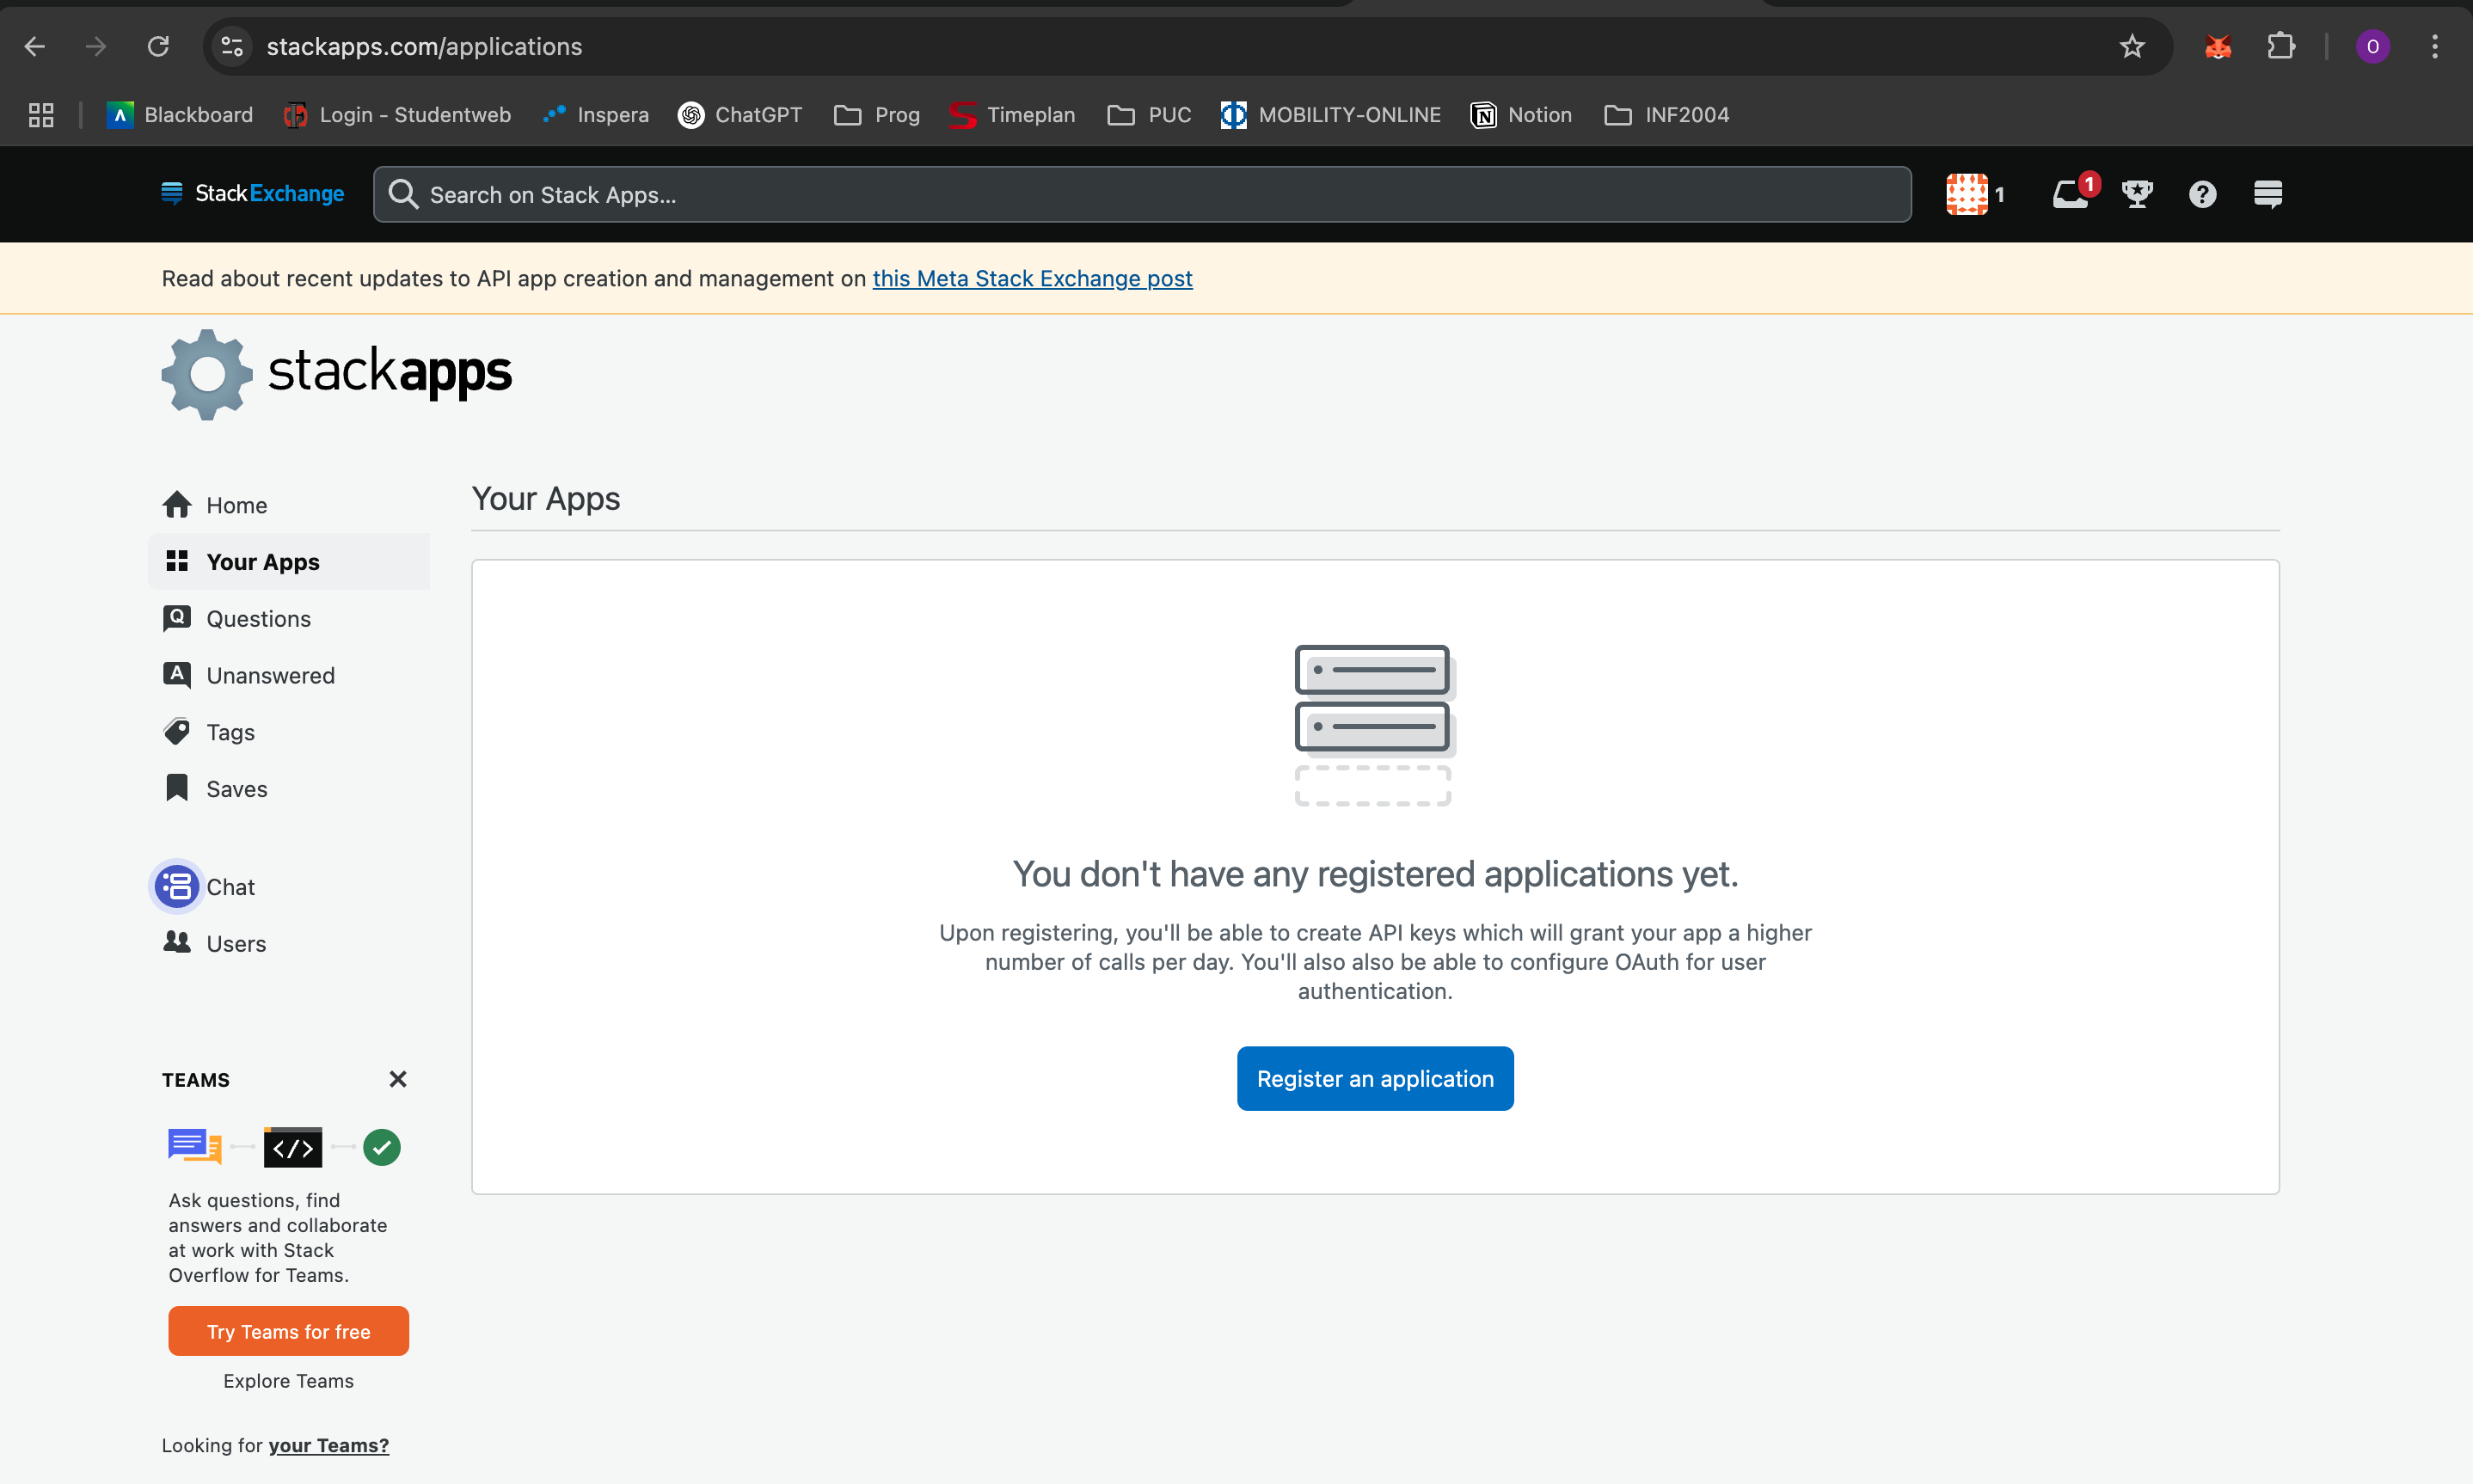 stackapps.com/applications
O
Blackboard
Login - Studentweb
Inspera
ChatGPT
Prog
Timeplan
PUC
MOBILITY-ONLINE
Notion
INF2004
StackExchange
Search on Stack Apps...
1
1
Read about recent updates to API app creation and management on this Meta Stack Exchange post
stackapps
Home
Your Apps
Questions
Unanswered
Tags
Saves
Chat
Users
TEAMS
Ask questions, find
answers and collaborate
at work with Stack
Overflow for Teams.
Try Teams for free
Explore Teams
Looking for your Teams?
Your Apps
You don't have any registered applications yet.
Upon registering, you'll be able to create API keys which will grant your app a higher
number of calls per day. You'll also also be able to configure OAuth for user
authentication.
Register an application